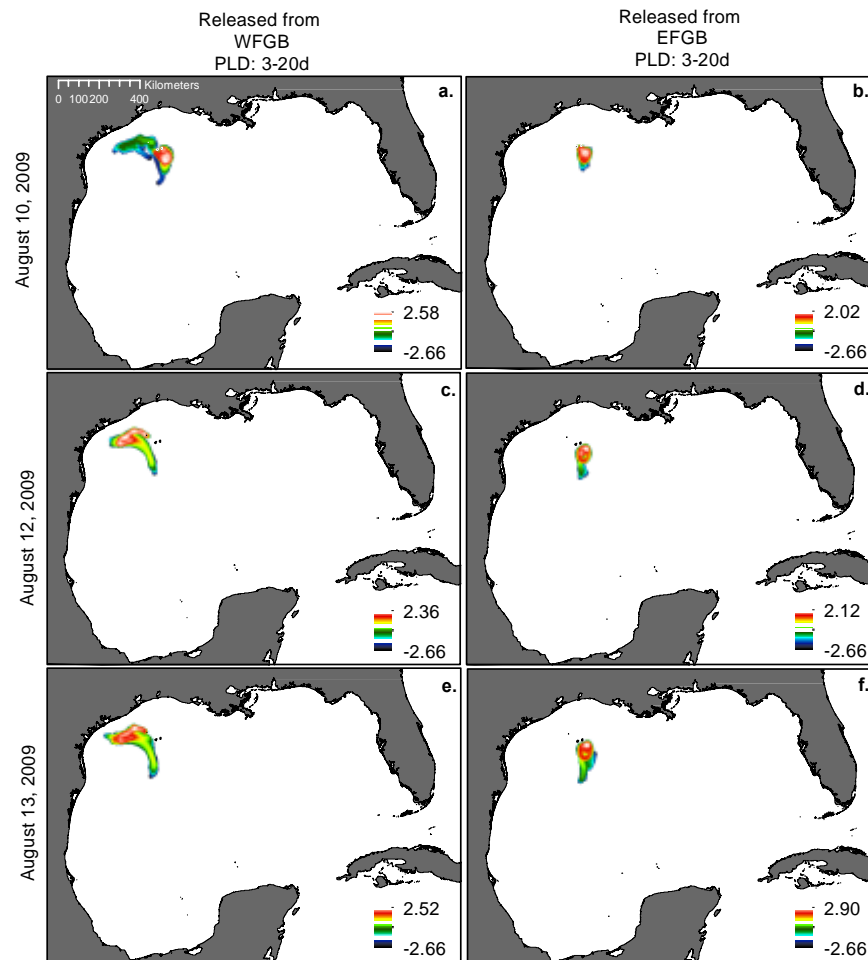 Released from
WFGB
PLD: 3-20d
Released from
EFGB
PLD: 3-20d
August 10, 2009
Kilometers
0 100 200 400
a.
2.58
-2.66
b.
2.02
-2.66
August 12, 2009
c.
2.36
-2.66
d.
2.12
-2.66
August 13, 2009
e.
2.52
-2.66
f.
2.90
-2.66